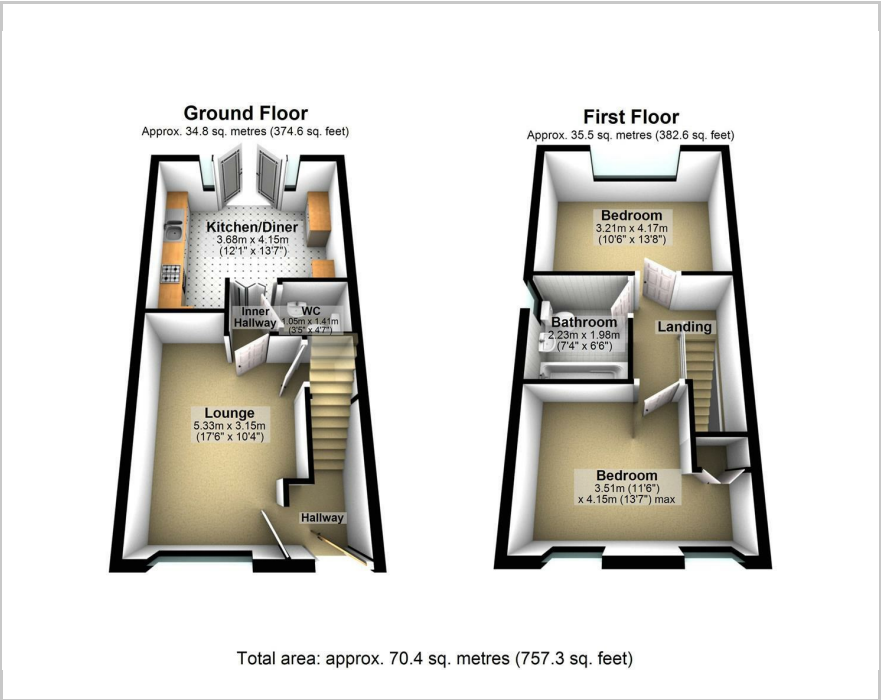 Ground Floor
Approx. 34.8 sq. metres (374.6 sq. feet)
Kitchen/Diner
3.68m x 4.15m
(12'1" x 13'7")
Inner
Hallway
WC
1.05m x 1.41m
(3'5" x 4'7")
Lounge
5.33m x 3.15m
(17'6" x 10'4")
Hallway
First Floor
Approx. 35.5 sq. metres (382.6 sq. feet)
Bedroom
3.21m x 4.17m
(10'6" x 13'8")
Bathroom
2.23m x 1.98m
(7'4" x 6'6")
Landing
Bedroom
3.51m (11'6")
x 4.15m (13'7") max
Total area: approx. 70.4 sq. metres (757.3 sq. feet)